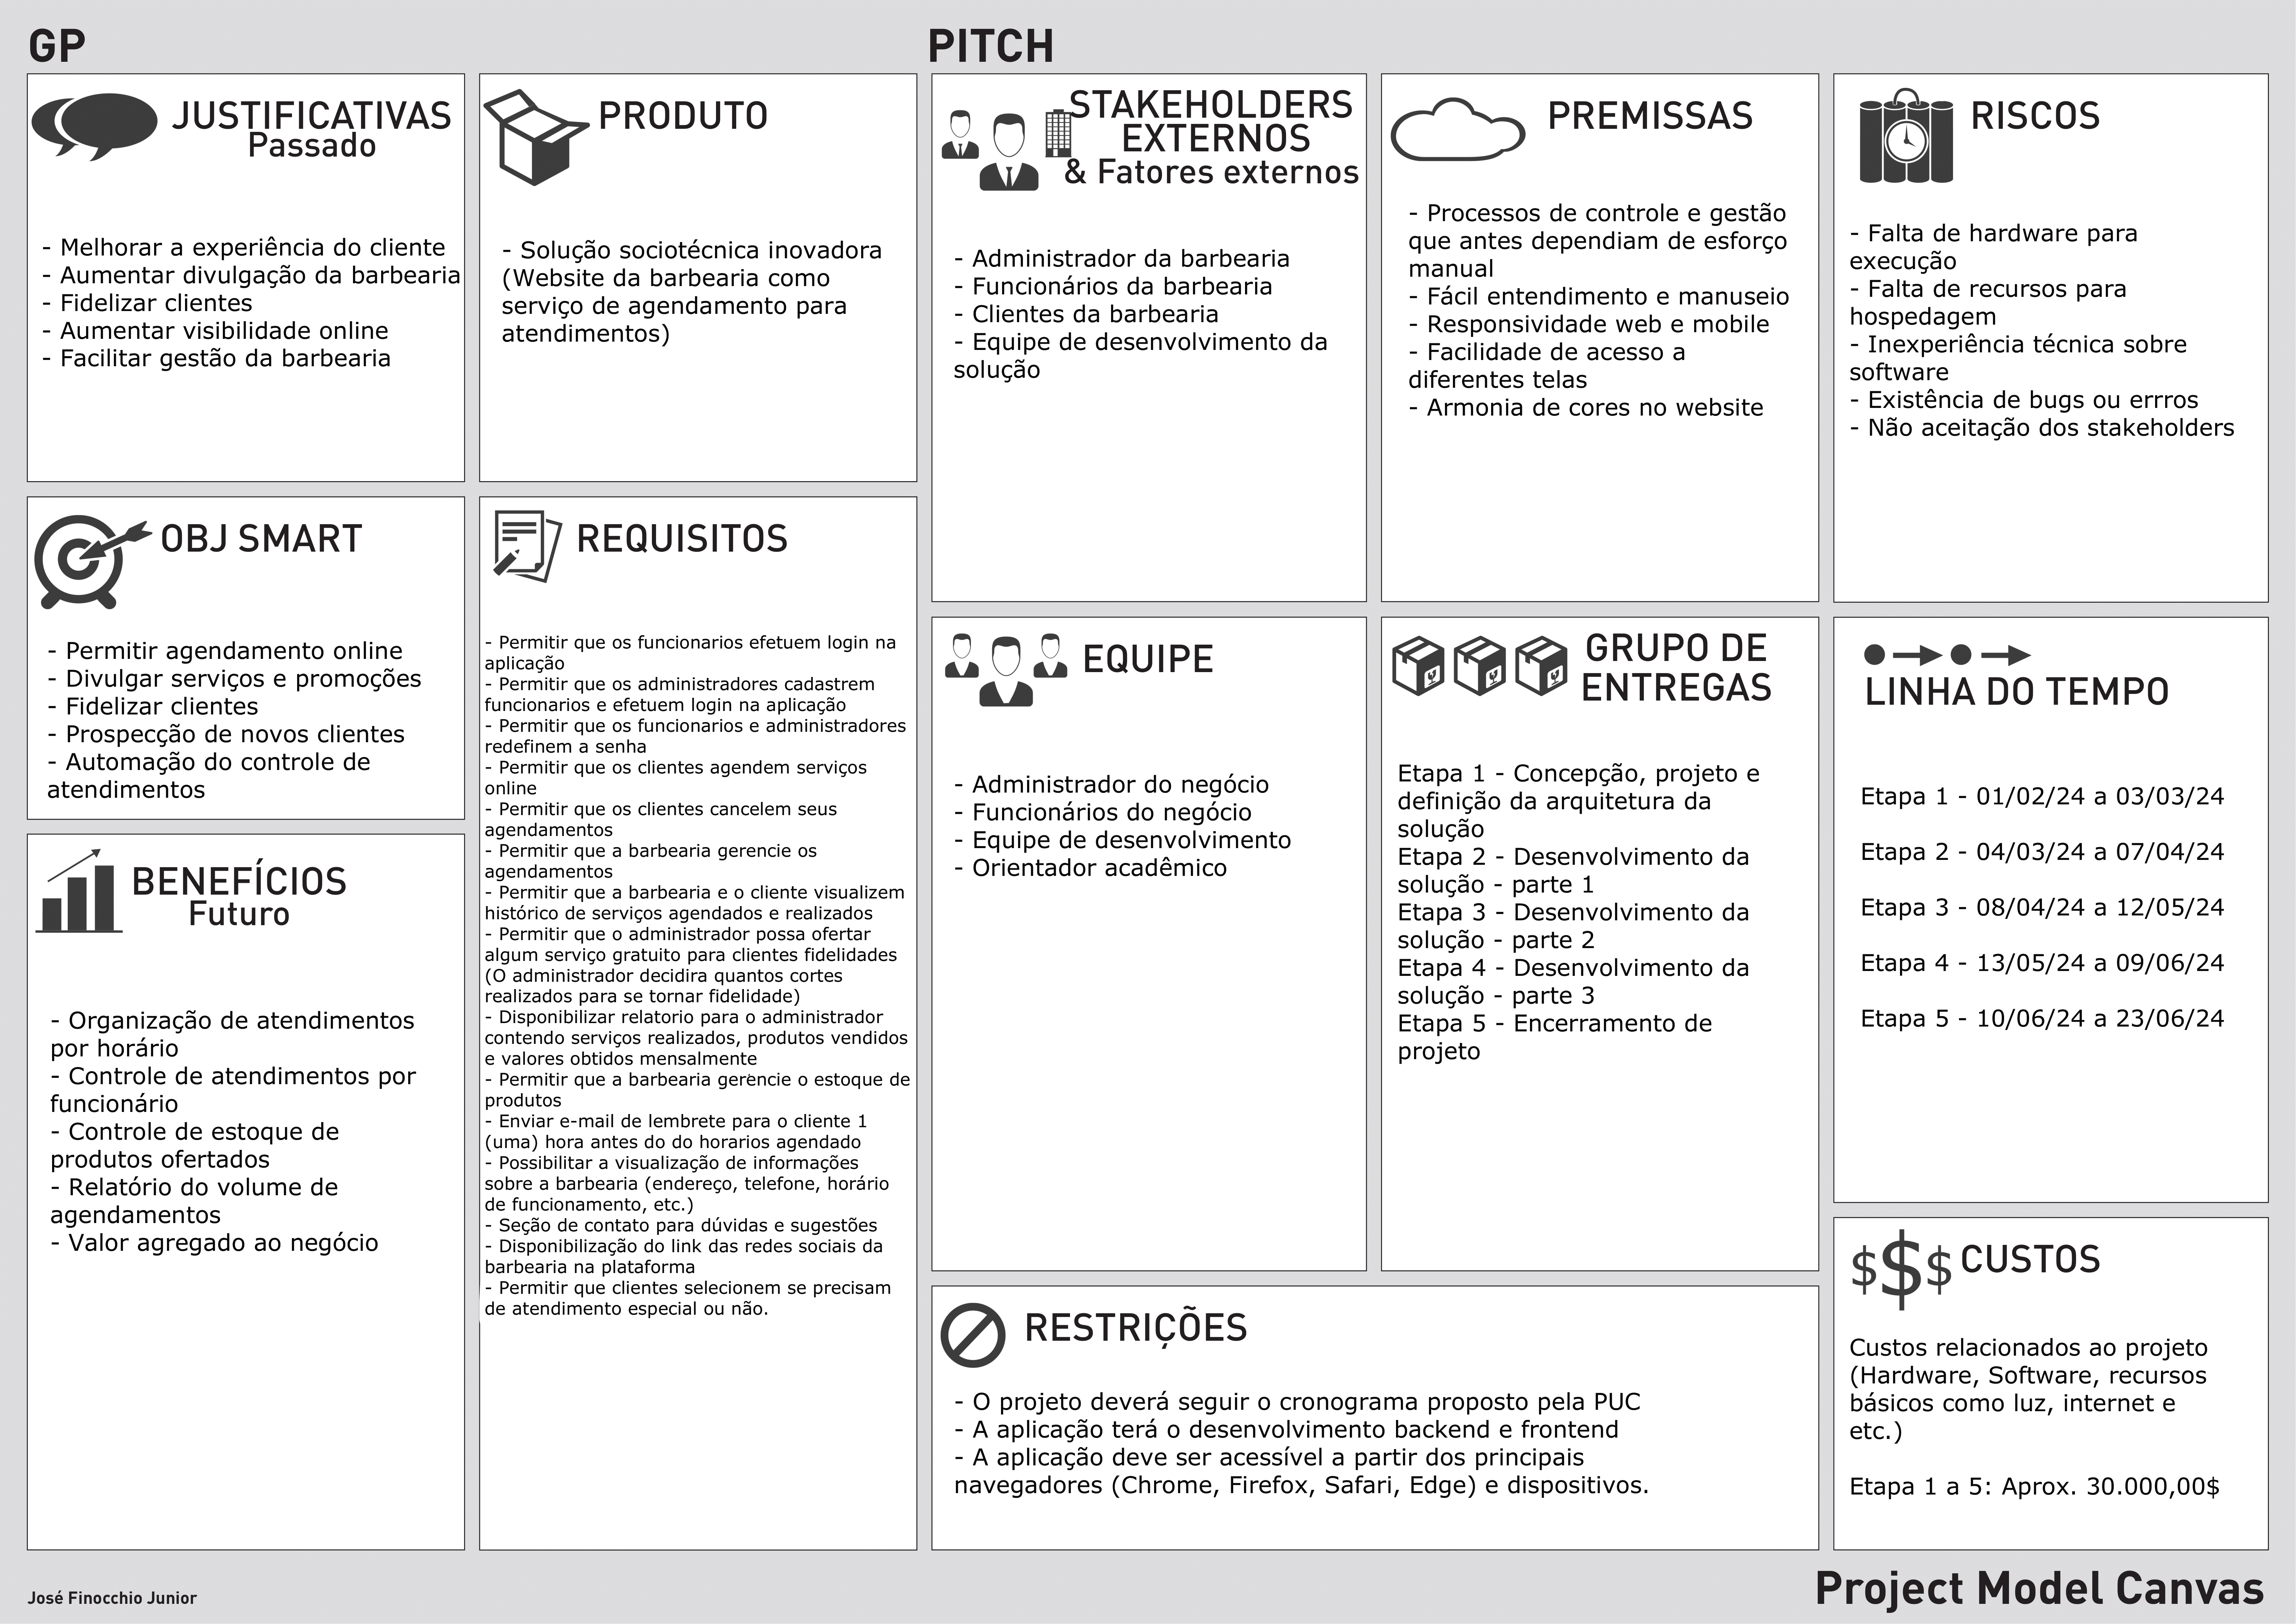 GP
PITCH
JUSTIFICATIVAS
Passado
- Melhorar a experiência do cliente
- Aumentar divulgação da barbearia
- Fidelizar clientes
- Aumentar visibilidade online
- Facilitar gestão da barbearia
PRODUTO
- Solução sociotécnica inovadora
(Website da barbearia como
serviço de agendamento para
atendimentos)
STAKEHOLDERS
EXTERNOS
& Fatores externos
- Administrador da barbearia
- Funcionários da barbearia
- Clientes da barbearia
- Equipe de desenvolvimento da
solução
PREMISSAS
- Processos de controle e gestão
que antes dependiam de esforço
manual
- Fácil entendimento e manuseio
- Responsividade web e mobile
- Facilidade de acesso a
diferentes telas
- Armonia de cores no website
RISCOS
- Falta de hardware para
execução
- Falta de recursos para
hospedagem
- Inexperiência técnica sobre
software
- Existência de bugs ou errros
- Não aceitação dos stakeholders
OBJ SMART
- Permitir agendamento online
- Divulgar serviços e promoções
- Fidelizar clientes
- Prospecção de novos clientes
- Automação do controle de
atendimentos
REQUISITOS
- Permitir que os funcionarios efetuem login na
aplicação
- Permitir que os administradores cadastrem
funcionarios e efetuem login na aplicação
- Permitir que os funcionarios e administradores
redefinem a senha
- Permitir que os clientes agendem serviços
online
- Permitir que os clientes cancelem seus
agendamentos
- Permitir que a barbearia gerencie os
agendamentos
- Permitir que a barbearia e o cliente visualizem
histórico de serviços agendados e realizados
- Permitir que o administrador possa ofertar
algum serviço gratuito para clientes fidelidades
(O administrador decidira quantos cortes
realizados para se tornar fidelidade)
- Disponibilizar relatorio para o administrador
contendo serviços realizados, produtos vendidos
e valores obtidos mensalmente
- Permitir que a barbearia gerencie o estoque de
produtos
- Enviar e-mail de lembrete para o cliente 1
(uma) hora antes do do horarios agendado
- Possibilitar a visualização de informações
sobre a barbearia (endereço, telefone, horário
de funcionamento, etc.)
- Seção de contato para dúvidas e sugestões
- Disponibilização do link das redes sociais da
barbearia na plataforma
- Permitir que clientes selecionem se precisam
de atendimento especial ou não.
EQUIPE
- Administrador do negócio
- Funcionários do negócio
- Equipe de desenvolvimento
- Orientador acadêmico
GRUPO DE
ENTREGAS
Etapa 1 - Concepção, projeto e
definição da arquitetura da
solução
Etapa 2 - Desenvolvimento da
solução - parte 1
Etapa 3 - Desenvolvimento da
solução - parte 2
Etapa 4 - Desenvolvimento da
solução - parte 3
Etapa 5 - Encerramento de
projeto
LINHA DO TEMPO
Etapa 1 - 01/02/24 a 03/03/24
Etapa 2 - 04/03/24 a 07/04/24
Etapa 3 - 08/04/24 a 12/05/24
Etapa 4 - 13/05/24 a 09/06/24
Etapa 5 - 10/06/24 a 23/06/24
BENEFÍCIOS
Futuro
- Organização de atendimentos
por horário
- Controle de atendimentos por
funcionário
- Controle de estoque de
produtos ofertados
- Relatório do volume de
agendamentos
- Valor agregado ao negócio
RESTRIÇÕES
- O projeto deverá seguir o cronograma proposto pela PUC
- A aplicação terá o desenvolvimento backend e frontend
- A aplicação deve ser acessível a partir dos principais
navegadores (Chrome, Firefox, Safari, Edge) e dispositivos.
$$$ CUSTOS
Custos relacionados ao projeto
(Hardware, Software, recursos
básicos como luz, internet e
etc.)
Etapa 1 a 5: Aprox. 30.000,00$
José Finocchio Junior
Project Model Canvas